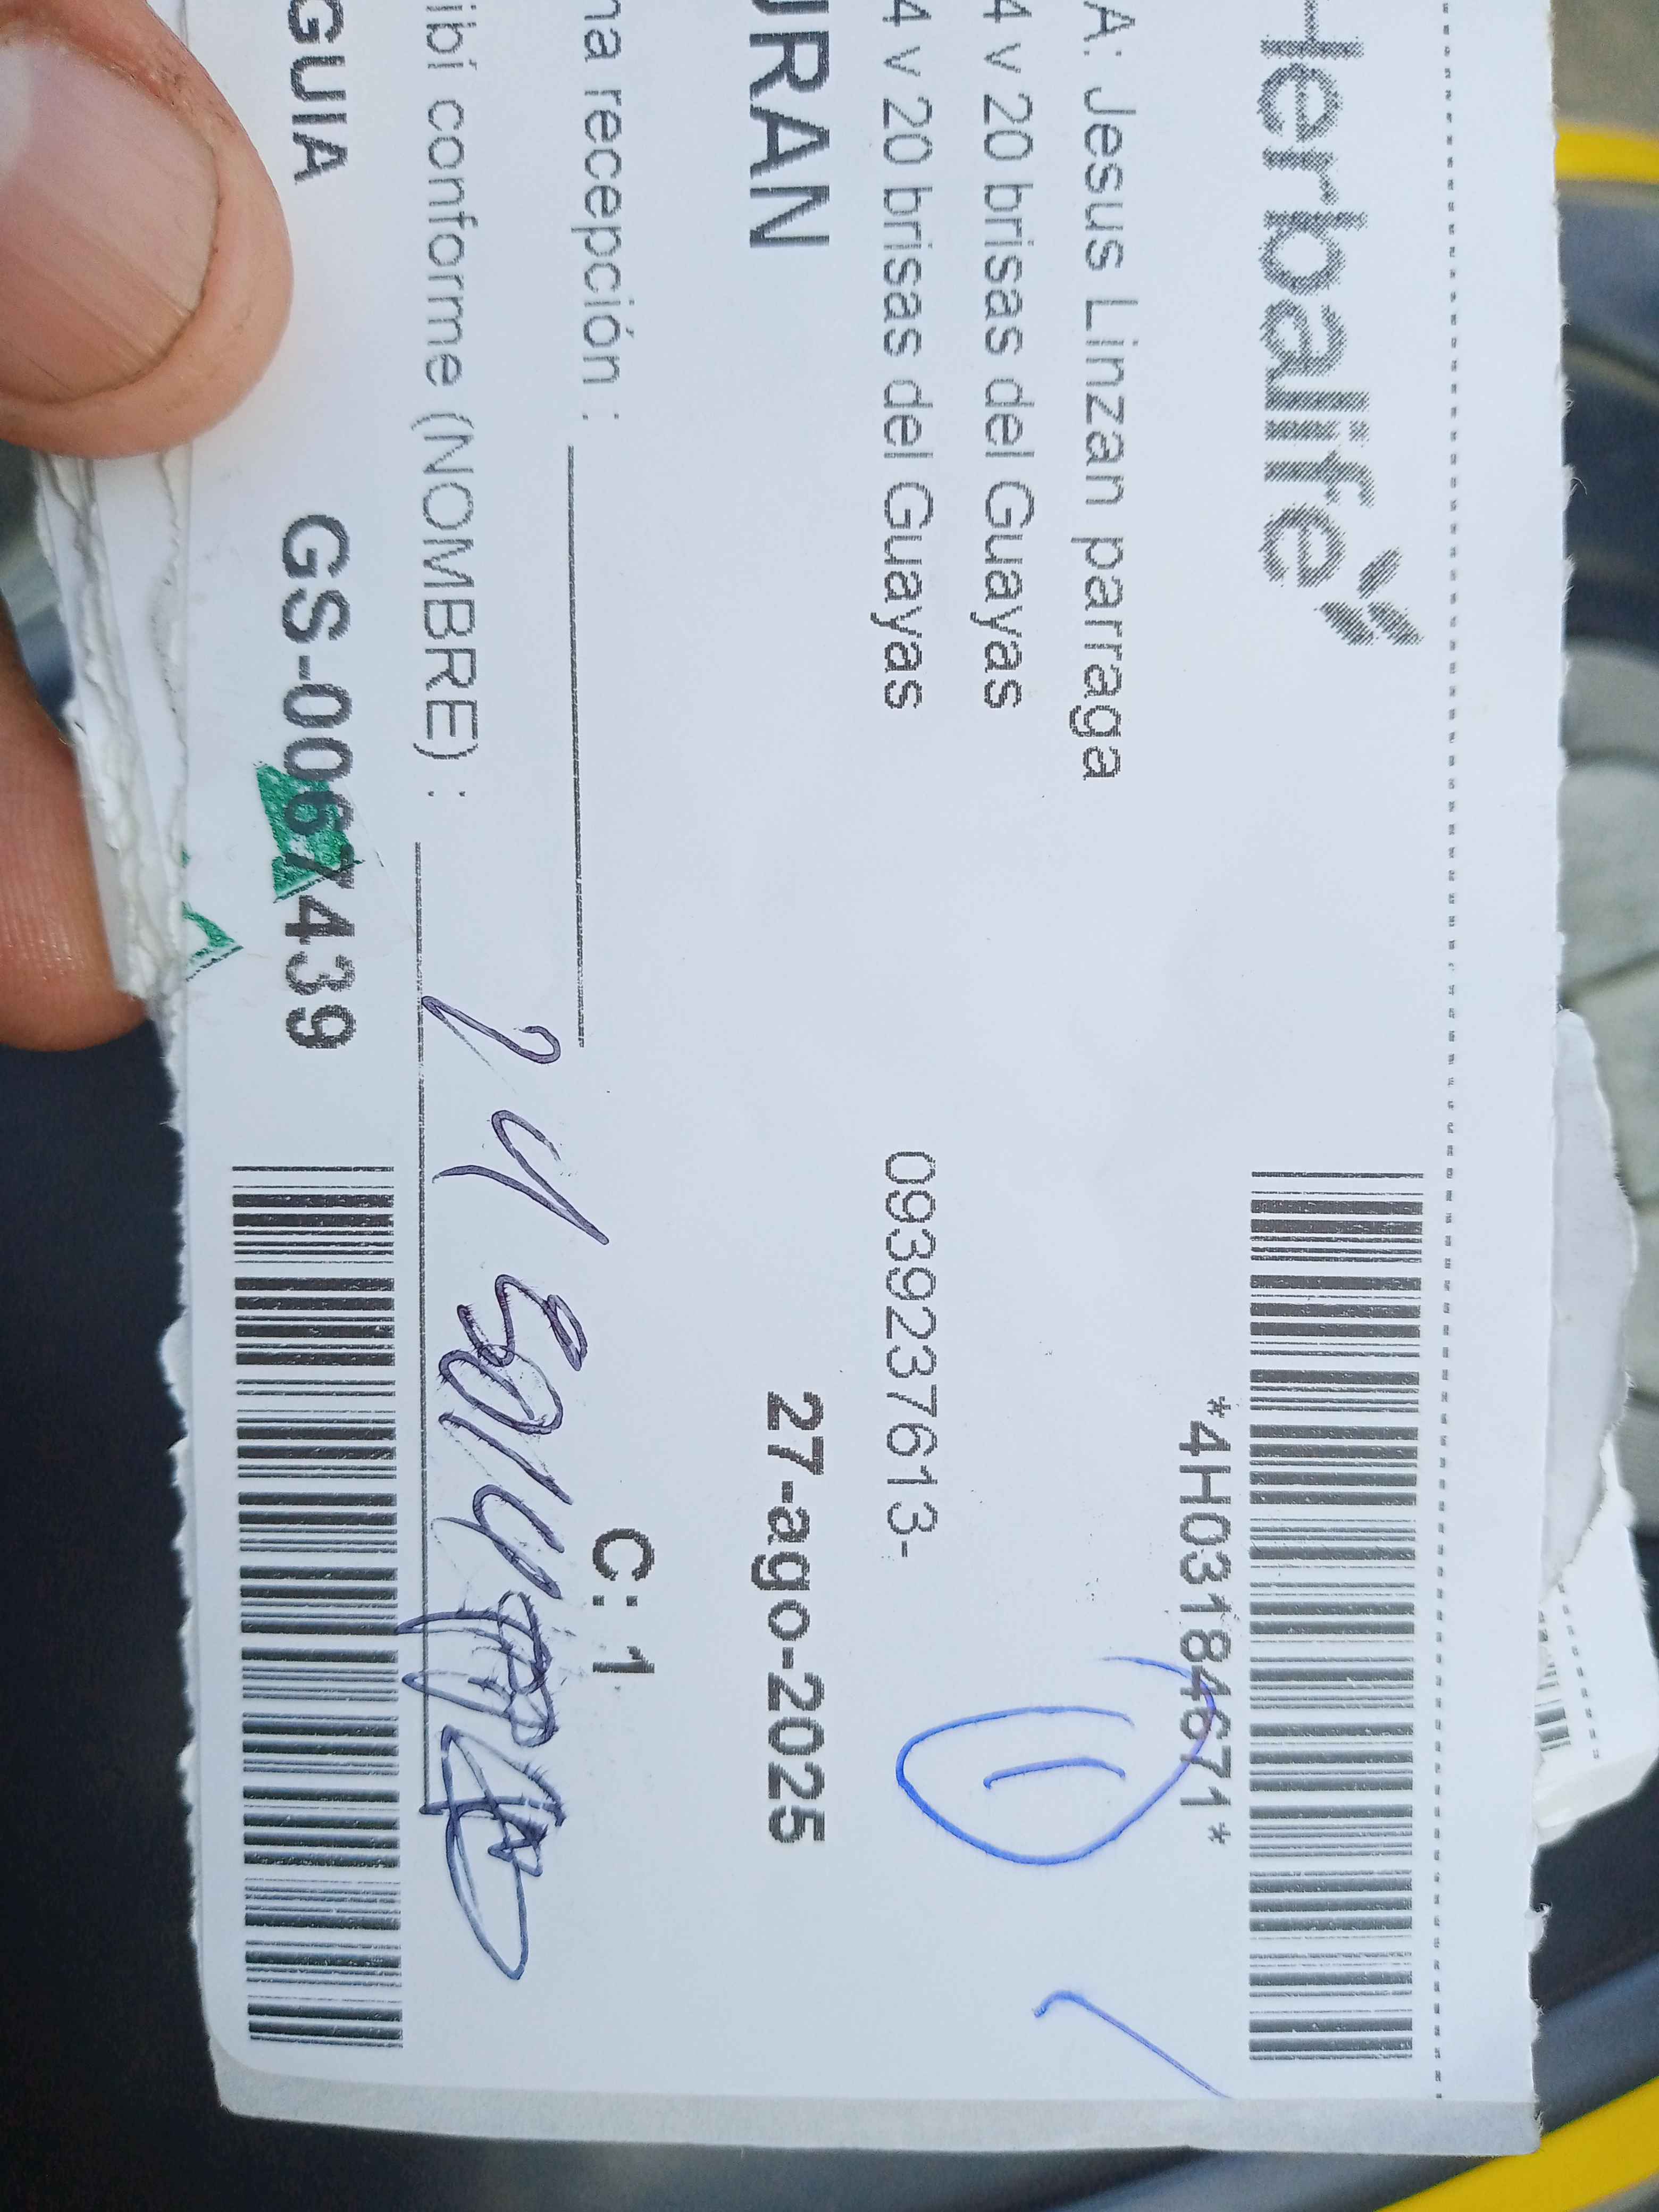 Herbalife
*4H03184671*
A: Jesus Linzan parraga
1
4 v 20 brisas del Guayas
4 v 20 brisas del Guayas
0939237613-
URAN
27-ago-2025
na recepción :
C: 1
ibí conforme (NOMBRE) :
GUIA
GS-0067439